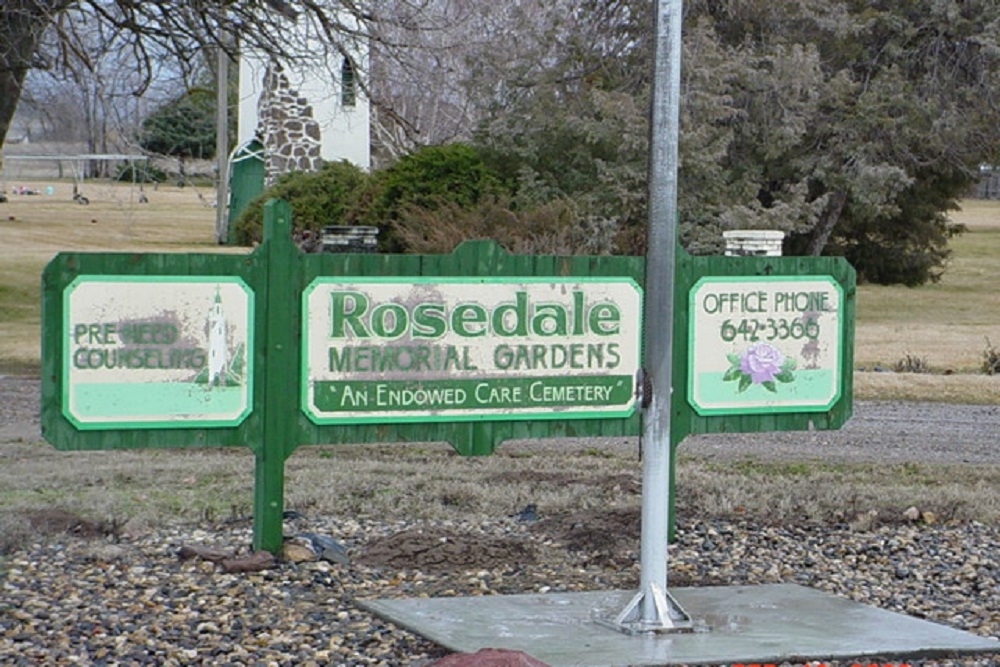 PRE-NEED
COUNSELING
Rosedale
MEMORIAL GARDENS
"AN ENDOWED CARE CEMETERY"
OFFICE PHONE
642-3366